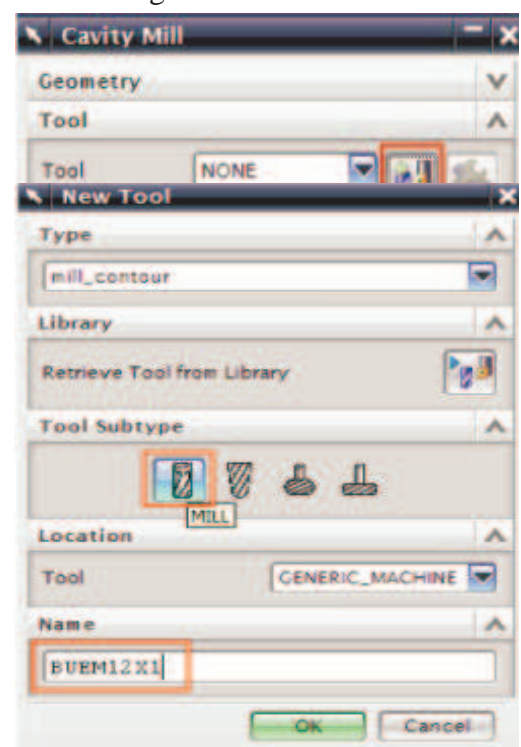 Cavity Mill
Geometry
Tool
Tool NONE
New Tool
Type
mill_contour
Library
Retrieve Tool from Library
Tool Subtype
MILL
Location
Tool GENERIC_MACHINE
Name
BUEM12X1
OK Cancel